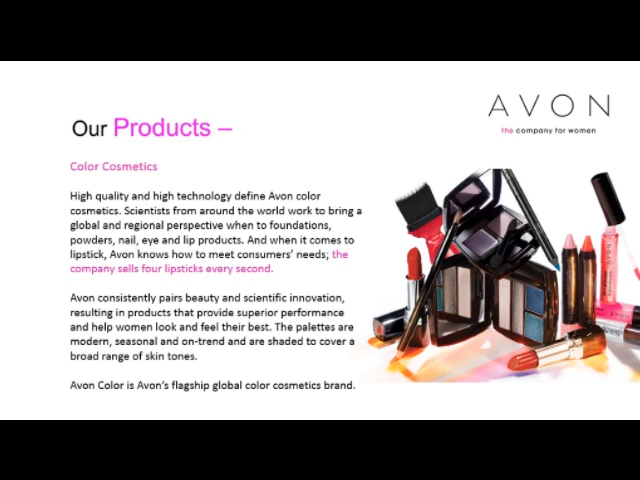 AVON
the company for women
Our Products –
Color Cosmetics
High quality and high technology define Avon color
cosmetics. Scientists from around the world work to bring a
global and regional perspective when to foundations,
powders, nail, eye and lip products. And when it comes to
lipstick, Avon knows how to meet consumers' needs; the
company sells four lipsticks every second.
Avon consistently pairs beauty and scientific innovation,
resulting in products that provide superior performance
and help women look and feel their best. The palettes are
modern, seasonal and on-trend and are shaded to cover a
broad range of skin tones.
Avon Color is Avon's flagship global color cosmetics brand.
AVON